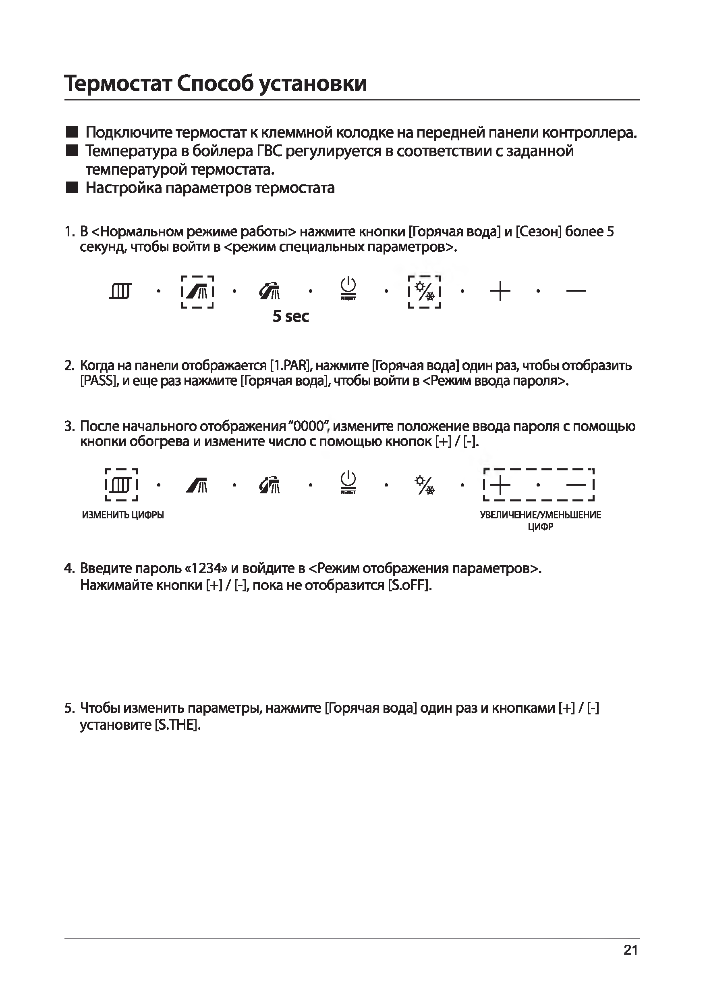 Термостат Способ установки
■ Подключите термостат к клеммной колодке на передней панели контроллера.
■ Температура в бойлера ГВС регулируется в соответствии с заданной
температурой термостата.
■ Настройка параметров термостата
1. В <Нормальном режиме работы> нажмите кнопки [Горячая вода] и [Сезон] более 5
секунд, чтобы войти в <режим специальных параметров>.
RESET
5 sec
2. Когда на панели отображается [1.PAR], нажмите [Горячая вода] один раз, чтобы отобразить
[PASS], и еще раз нажмите [Горячая вода], чтобы войти в <Режим ввода пароля>.
3. После начального отображения “0000”, измените положение ввода пароля с помощью
кнопки обогрева и измените число с помощью кнопок [+] / [-].
RESET
ИЗМЕНИТЬ ЦИФРЫ
УВЕЛИЧЕНИЕ/УМЕНЬШЕНИЕ
ЦИФР
4. Введите пароль «1234» и войдите в <Режим отображения параметров>.
Нажимайте кнопки [+] / [-], пока не отобразится [S.oFF].
5. Чтобы изменить параметры, нажмите [Горячая вода] один раз и кнопками [+] / [-]
установите [S.THE].
21